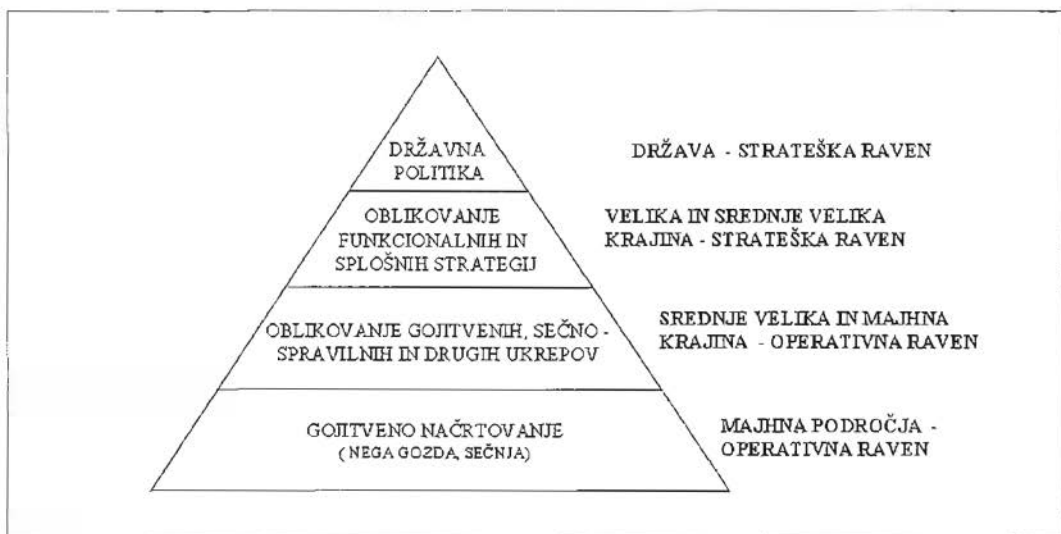 DRŽAVNA
POLITIKA
DRŽAVA - STRATEŠKA RAVEN
OBLIKOVANJE
FUNKCIONALNIH IN
SPLOŠNIH STRATEGIJ
VELIKA IN SREDNJE VELIKA
KRAJINA - STRATEŠKA RAVEN
OBLIKOVANJE GOJITVENIH, SEČNO -
SPRAVILNIH IN DRUGIH UKREPOV
SREDNJE VELIKA IN MAJHNA
KRAJINA - OPERATIVNA RAVEN
GOJITVENO NAČRTOVANJE
( NEGA GOZDA, SEČNJA)
MAJHNA PODROČJA -
OPERATIVNA RAVEN